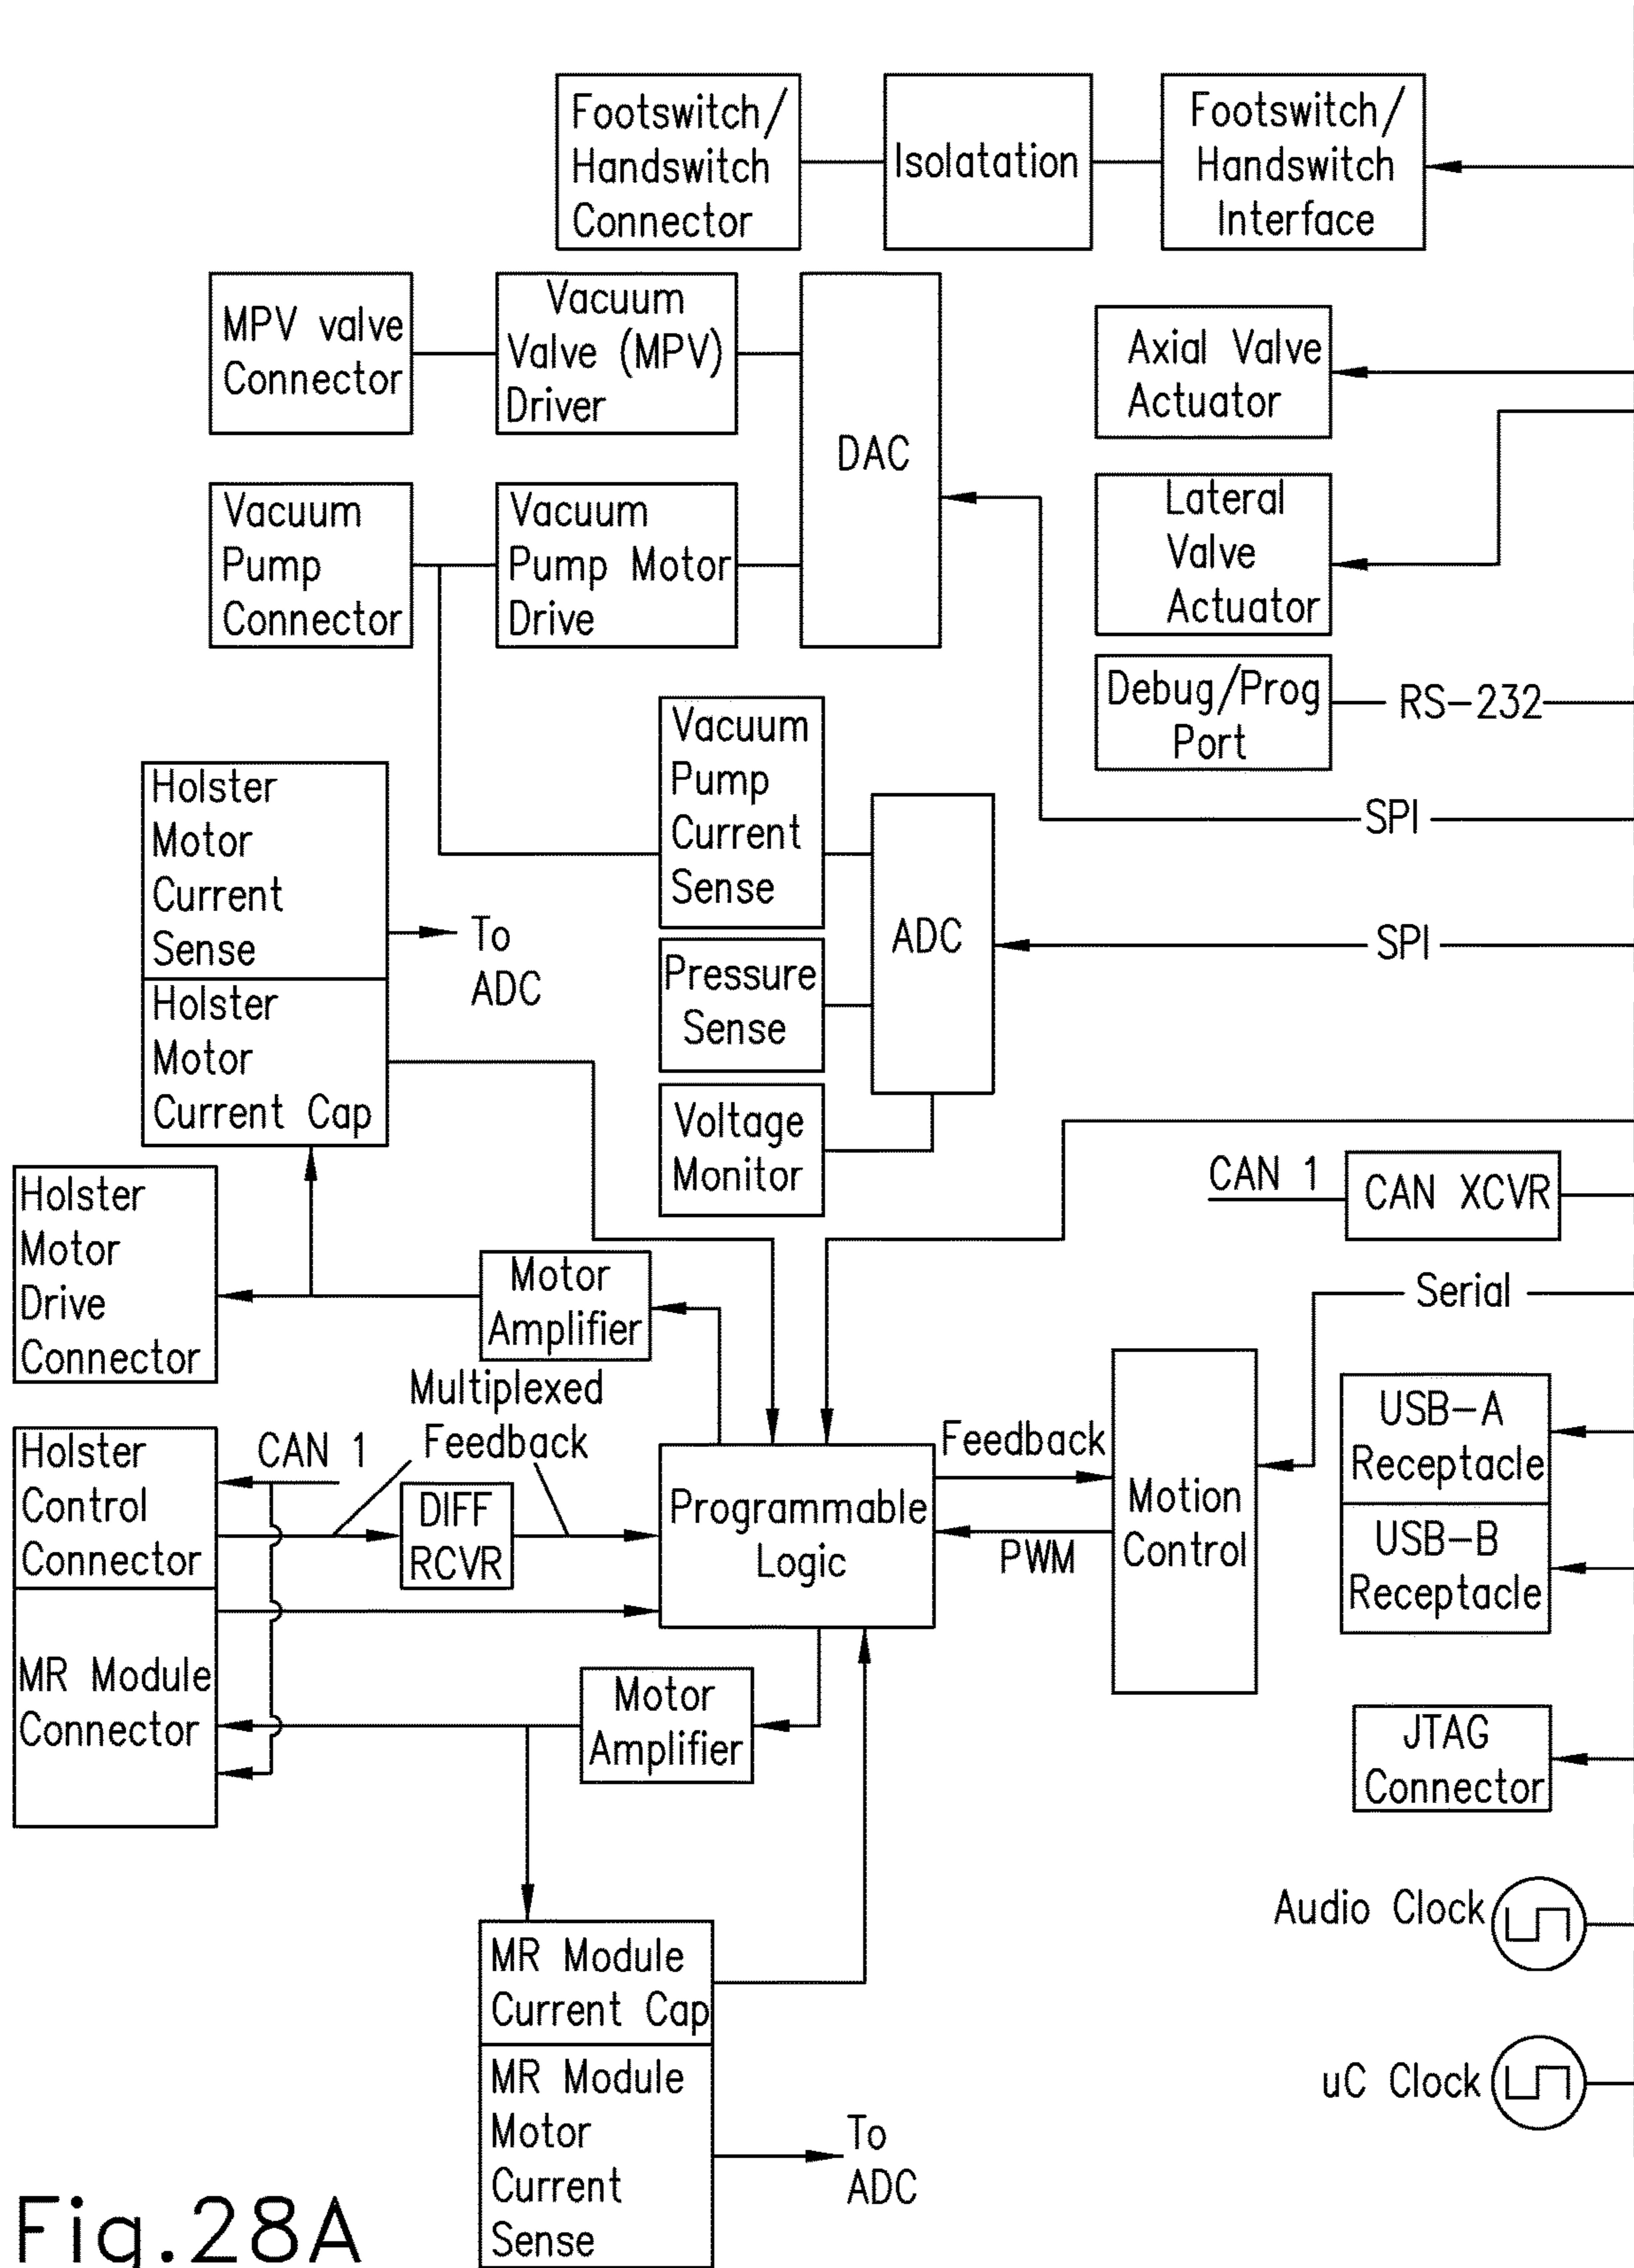 Footswitch/
Handswitch
Connector
Isolatation
Footswitch/
Handswitch
Interface
MPV valve
Connector
Vacuum
Valve (MPV)
Driver
DAC
Axial Valve
Actuator
Vacuum
Pump
Connector
Vacuum
Pump Motor
Drive
Lateral
Valve
Actuator
Debug/Prog
Port
RS-232
SPI
Vacuum
Pump
Current
Sense
ADC
SPI
Holster
Motor
Current
Sense
To
ADC
Pressure
Sense
Holster
Motor
Current Cap
Voltage
Monitor
CAN 1
CAN XCVR
Holster
Motor
Drive
Connector
Motor
Amplifier
Serial
Multiplexed
Feedback
Holster
Control
Connector
CAN 1
DIFF
RCVR
Programmable
Logic
Feedback
PWM
Motion
Control
USB-A
Receptacle
USB-B
Receptacle
MR Module
Connector
Motor
Amplifier
JTAG
Connector
Audio Clock
MR Module
Current Cap
uC Clock
MR Module
Motor
Current
Sense
To
ADC
Fig.28A